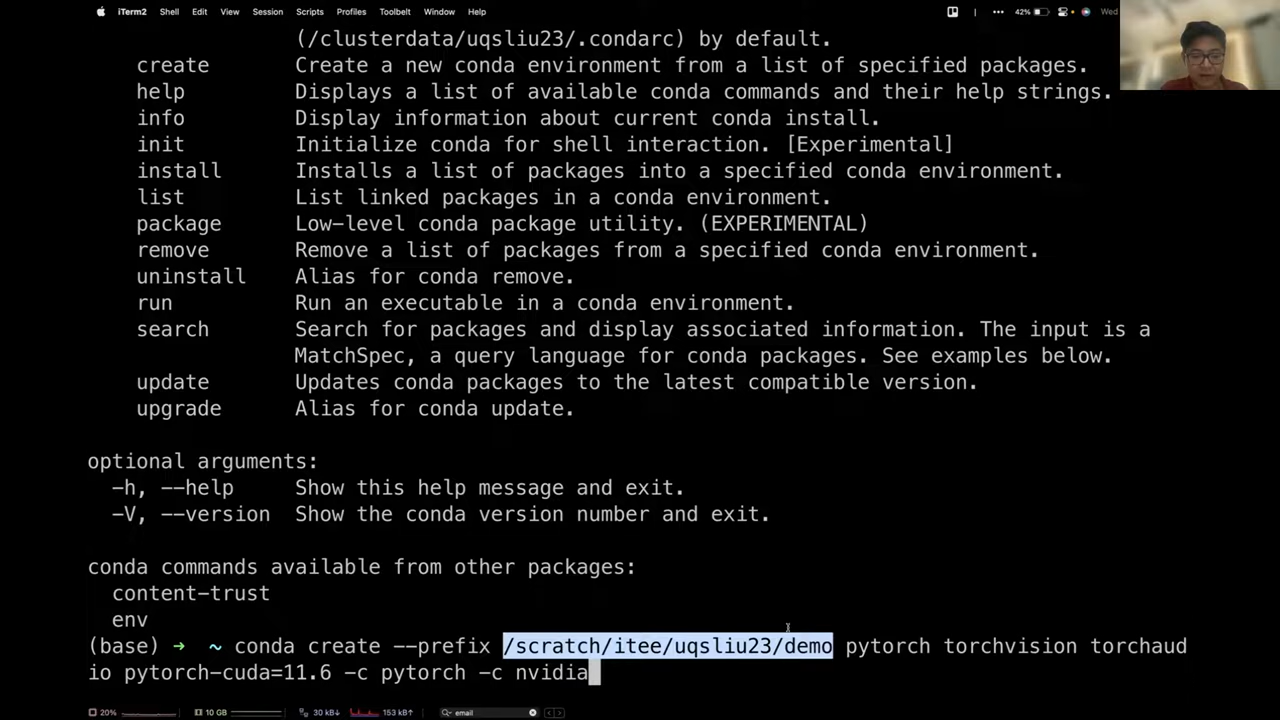 iTerm2 Shell Edit View Session Scripts Profiles Toolbelt Window Help 42% Wed
(/clusterdata/uqsliu23/.condarc) by default.
create Create a new conda environment from a list of specified packages.
help Displays a list of available conda commands and their help strings.
info Display information about current conda install.
init Initialize conda for shell interaction. [Experimental]
install Installs a list of packages into a specified conda environment.
list List linked packages in a conda environment.
package Low-level conda package utility. (EXPERIMENTAL)
remove Remove a list of packages from a specified conda environment.
uninstall Alias for conda remove.
run Run an executable in a conda environment.
search Search for packages and display associated information. The input is a
MatchSpec, a query language for conda packages. See examples below.
update Updates conda packages to the latest compatible version.
upgrade Alias for conda update.
optional arguments:
-h, --help Show this help message and exit.
-V, --version Show the conda version number and exit.
conda commands available from other packages:
content-trust
env
(base) → ~ conda create --prefix /scratch/itee/uqsliu23/demo pytorch torchvision torchaud
io pytorch-cuda=11.6 -c pytorch -c nvidia
20% 10 GB 30 kB↓ 153 kB↑ email